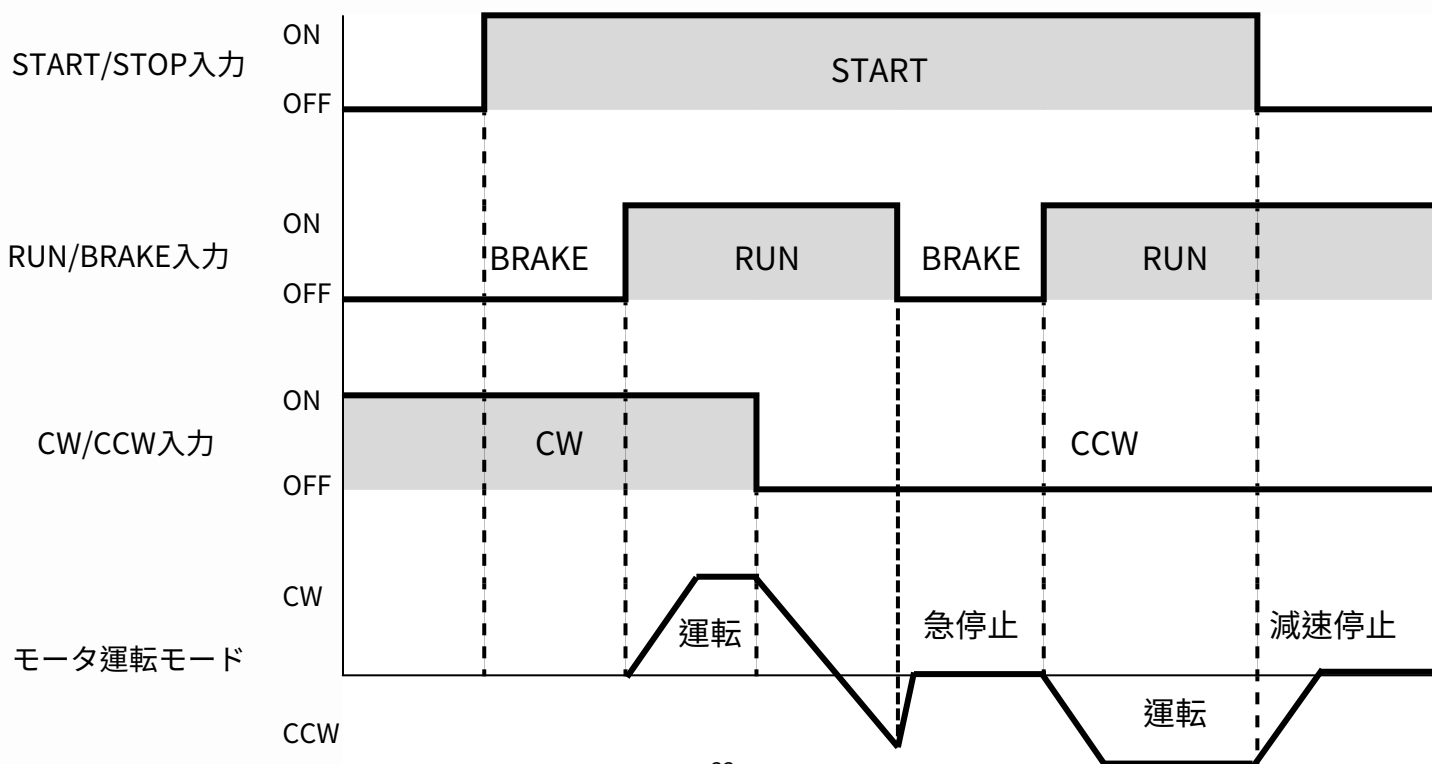 START/STOP入力
ON
OFF
START
RUN/BRAKE入力
ON
OFF
BRAKE
RUN
BRAKE
RUN
CW/CCW入力
ON
OFF
CW
CCW
モータ運転モード
CW
CCW
運転
急停止
運転
減速停止